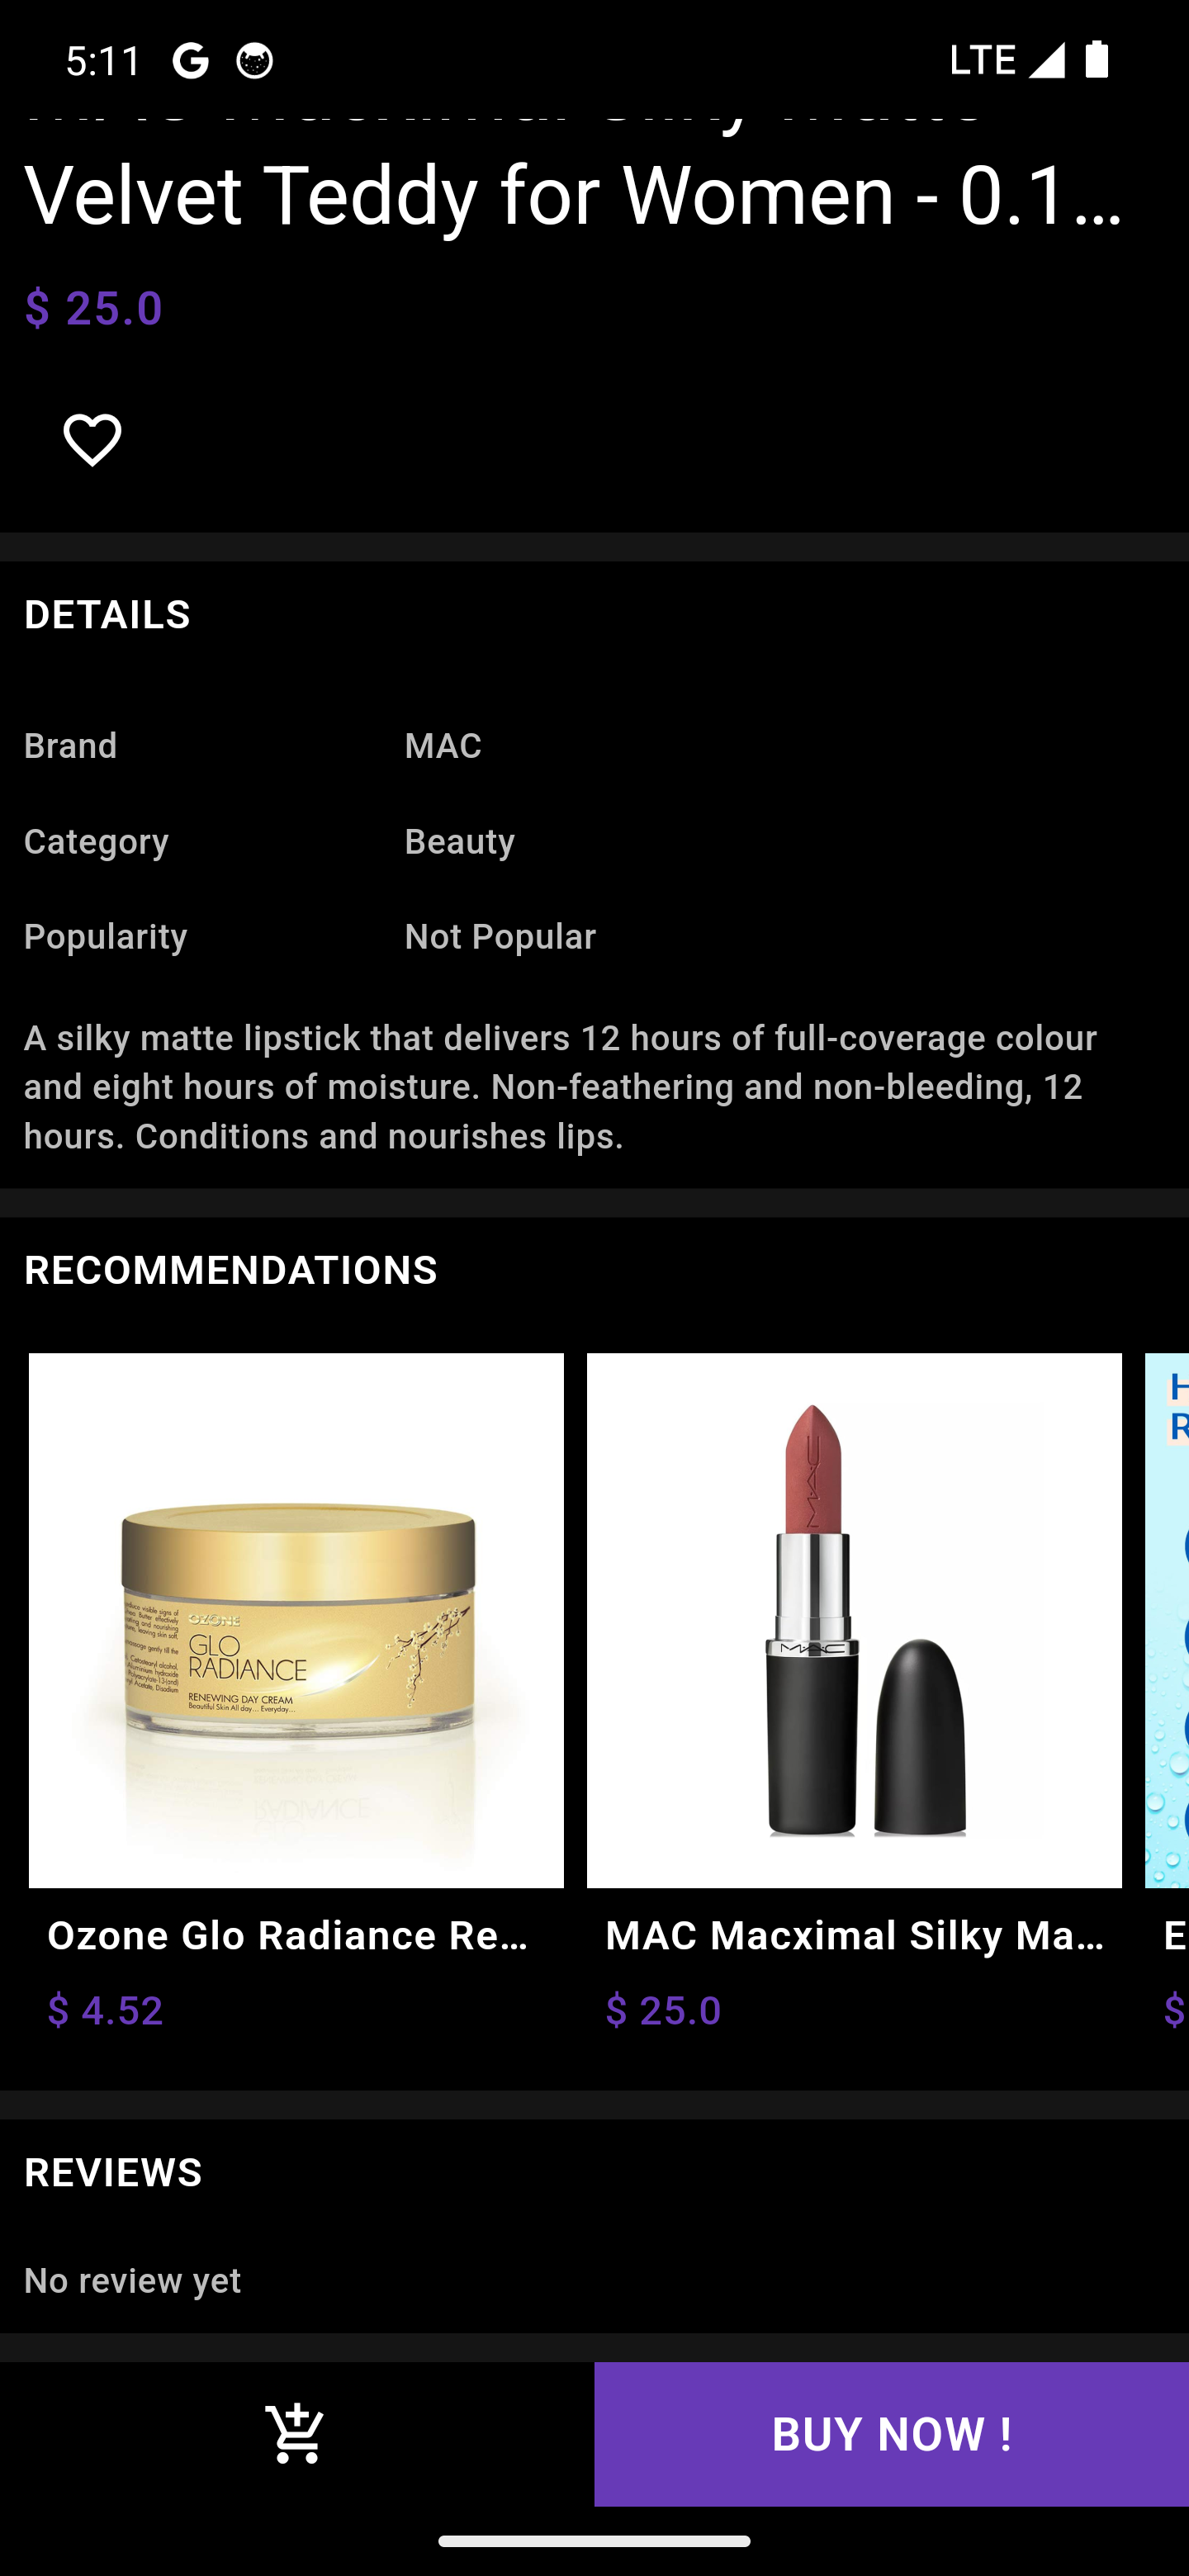 5:11
LTE
Velvet Teddy for Women - 0.1...
$ 25.0
DETAILS
Brand MAC
Category Beauty
Popularity Not Popular
A silky matte lipstick that delivers 12 hours of full-coverage colour
and eight hours of moisture. Non-feathering and non-bleeding, 12
hours. Conditions and nourishes lips.
RECOMMENDATIONS
OZONE
GLO
RADIANCE
RENEWING DAY CREAM
Beautiful Skin All day... Everyday...
MAC
MAC
H
R
Ozone Glo Radiance Re...
MAC Macximal Silky Ma...
E
$ 4.52
$ 25.0
$
REVIEWS
No review yet
BUY NOW !